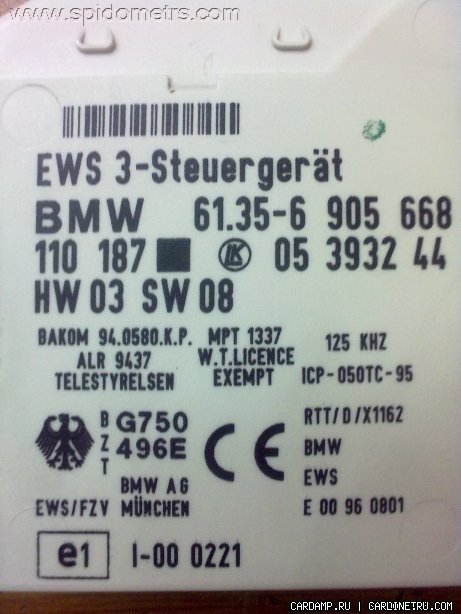 www.spidometrs.com
EWS 3-Steuergerät
BMW 61.35-6 905 668
110 187 LK 05 3932 44
HW 03 SW 08
BAKOM 94.0580.K.P. MPT 1337 125 KHZ
ALR 9437 W.T.LICENCE
TELESTYRELSEN EXEMPT ICP-050TC-95
BZT G750 496E CE RTT/D/X1162
BMW
EWS
EWS/FZV BMW AG MÜNCHEN E 00 96 0801
e1 I-00 0221
CARDAMP.RU | CARDINETRU.COM